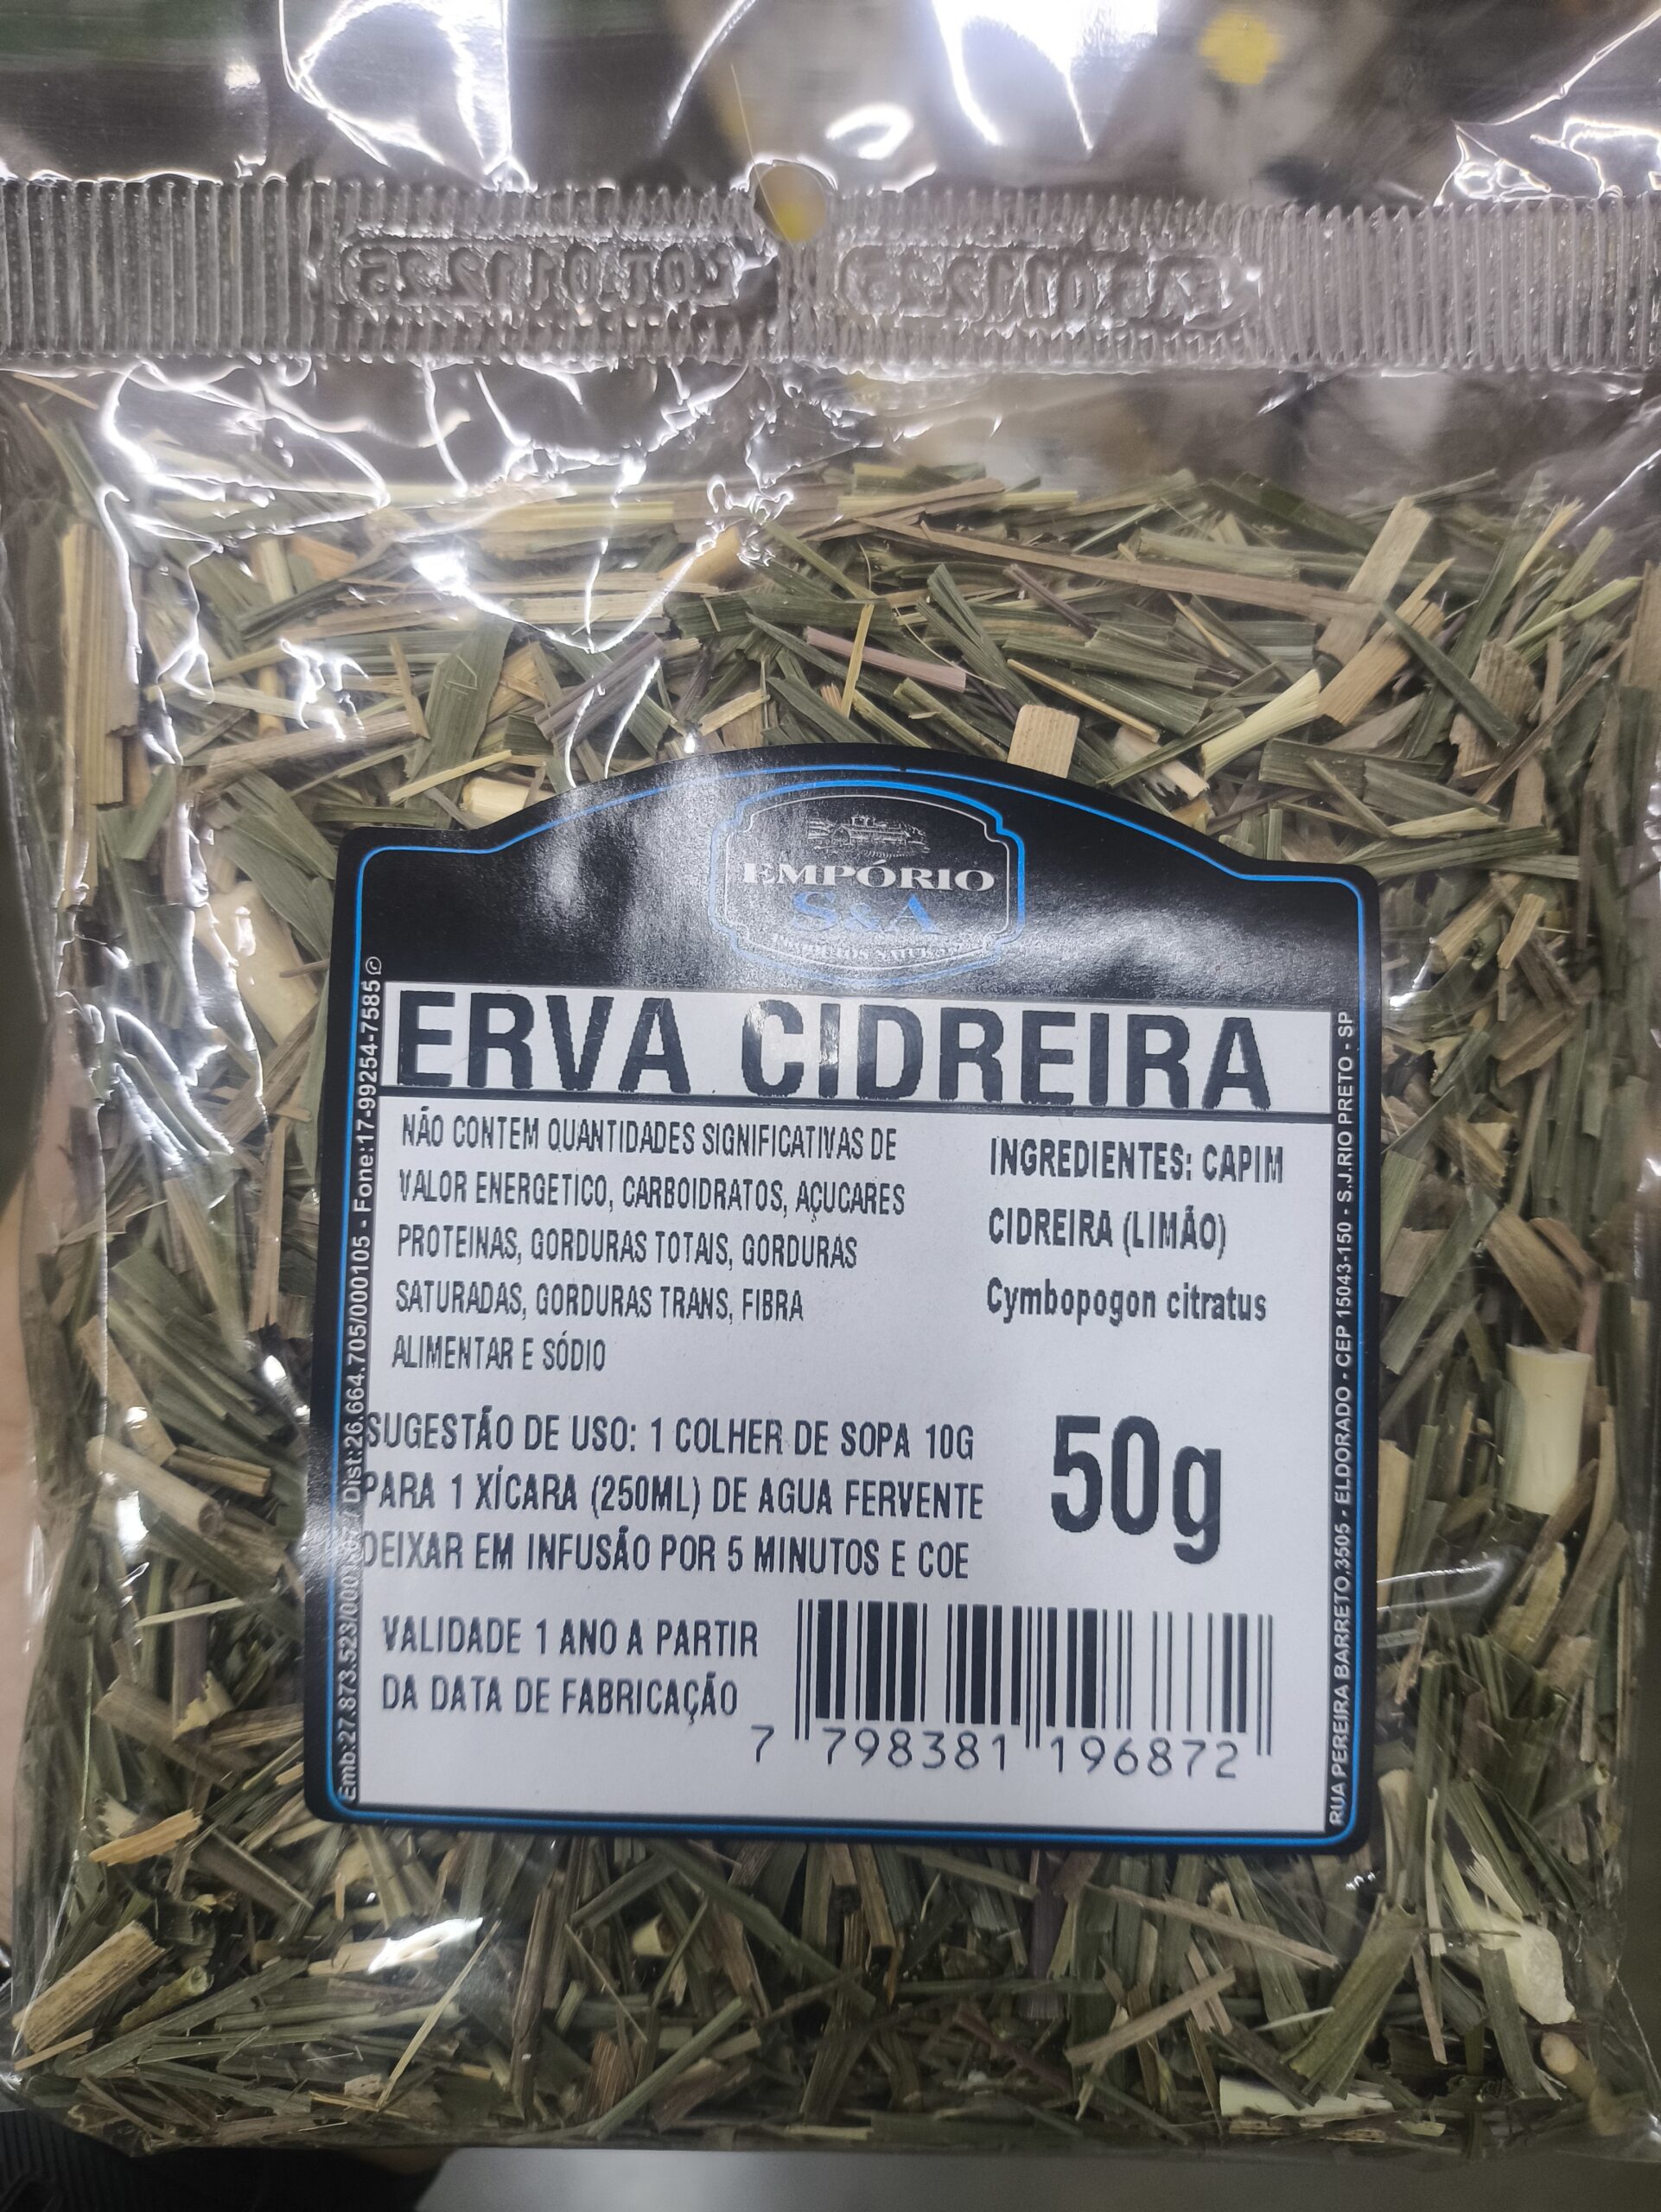 EMPÓRIO
S&A
PRODUTOS NATURAIS
ERVA CIDREIRA
NÃO CONTEM QUANTIDADES SIGNIFICATIVAS DE
VALOR ENERGETICO, CARBOIDRATOS, AÇUCARES
PROTEINAS, GORDURAS TOTAIS, GORDURAS
SATURADAS, GORDURAS TRANS, FIBRA
ALIMENTAR E SÓDIO
INGREDIENTES: CAPIM
CIDREIRA (LIMÃO)
Cymbopogon citratus
SUGESTÃO DE USO: 1 COLHER DE SOPA 10G
PARA 1 XÍCARA (250ML) DE AGUA FERVENTE
DEIXAR EM INFUSÃO POR 5 MINUTOS E COE
50g
VALIDADE 1 ANO A PARTIR
DA DATA DE FABRICAÇÃO
7 798381 196872
Dist:26.664.705/000105 - Fone:17-99254-7585
RUA PEREIRA BARRETO,3505 - ELDORADO - CEP 15043-150 - S.J.RIO PRETO - SP